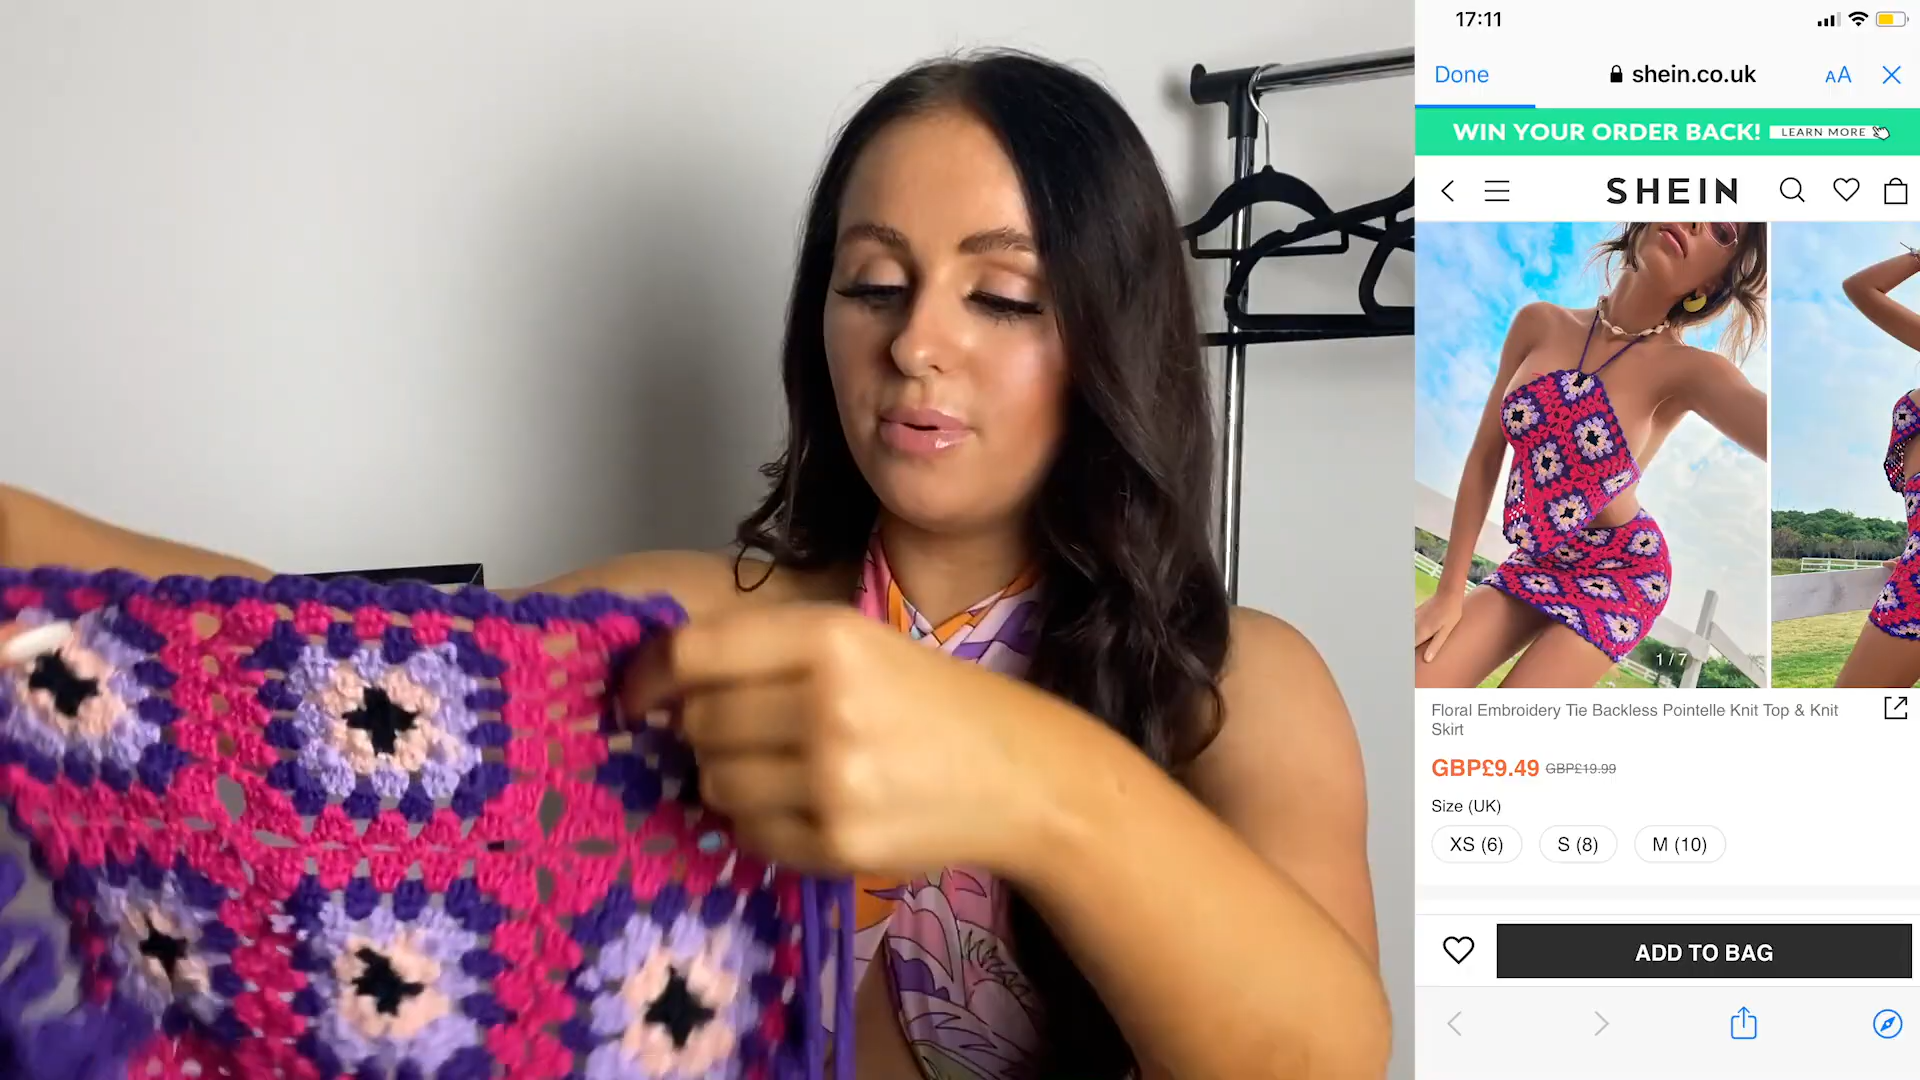 17:11
Done
shein.co.uk
AA
WIN YOUR ORDER BACK! LEARN MORE
SHEIN
1/7
Floral Embroidery Tie Backless Pointelle Knit Top & Knit
Skirt
GBP£9.49 GBP£19.99
Size (UK)
XS (6) S (8) M (10)
ADD TO BAG